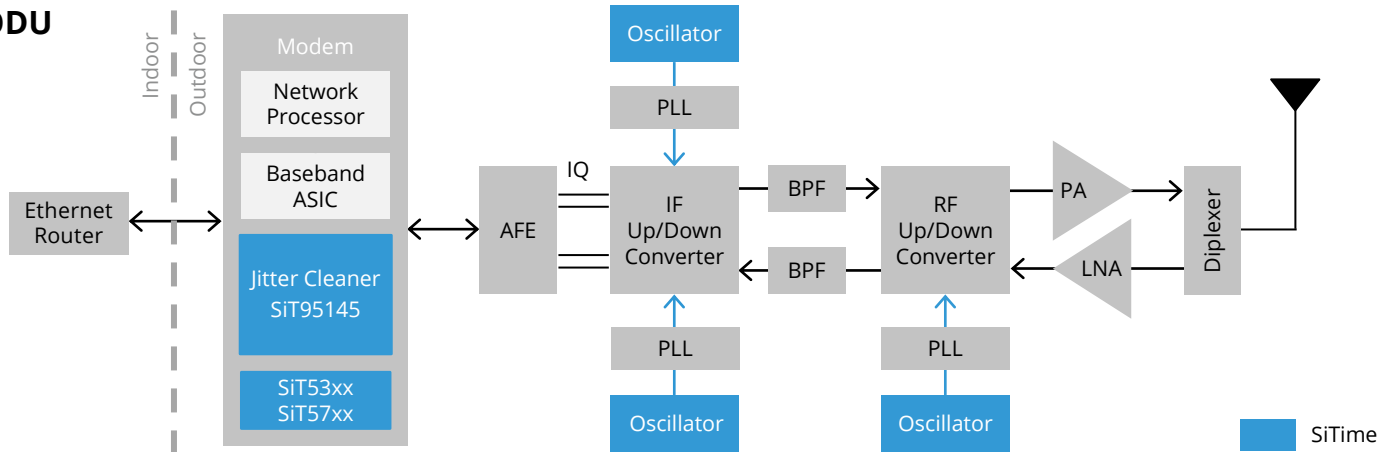 Indoor
Outdoor
Modem
Network
Processor
Baseband
ASIC
Jitter Cleaner
SiT95145
SiT53xx
SiT57xx
Ethernet
Router
AFE
IQ
Oscillator
PLL
IF
Up/Down
Converter
PLL
Oscillator
BPF
BPF
RF
Up/Down
Converter
PLL
Oscillator
PA
LNA
Diplexer
SiTime